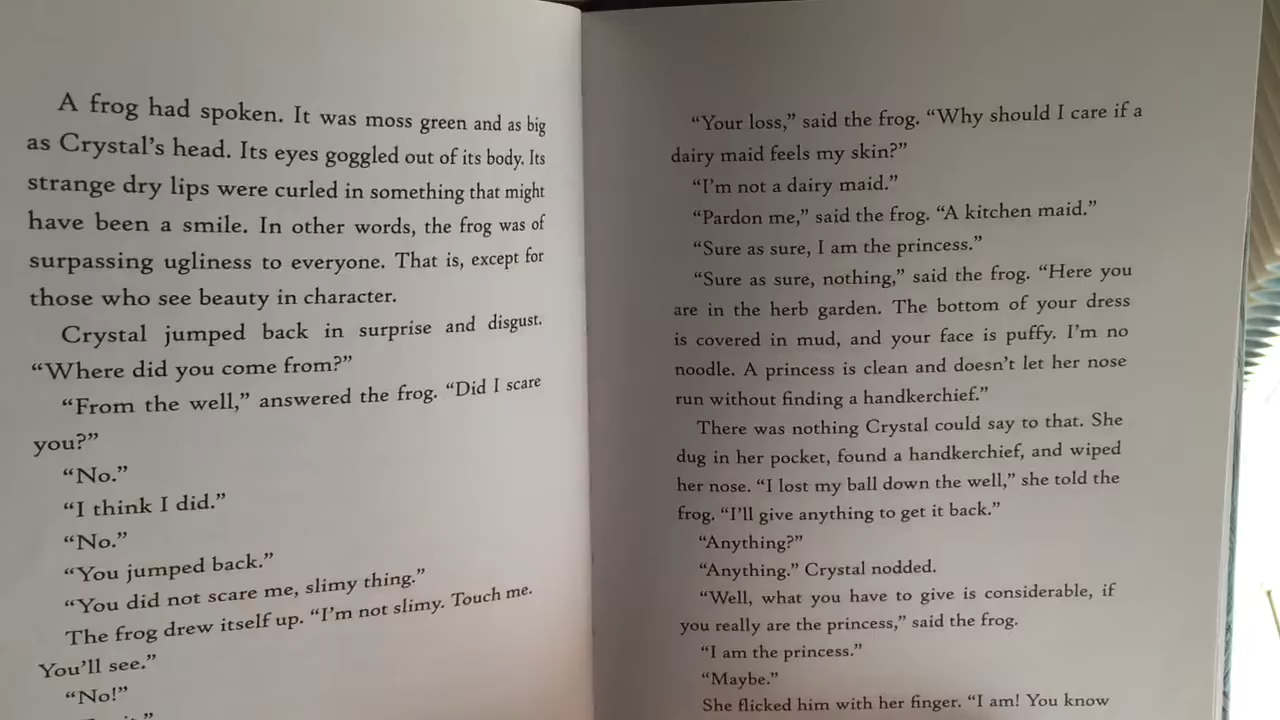 A frog had spoken. It was moss green and as big
as Crystal's head. Its eyes goggled out of its body. Its
strange dry lips were curled in something that might
have been a smile. In other words, the frog was of
surpassing ugliness to everyone. That is, except for
those who see beauty in character.
Crystal jumped back in surprise and disgust.
“Where did you come from?”
“From the well,” answered the frog. “Did I scare
you?”
“No.”
“I think I did.”
“No.”
“You jumped back.”
“You did not scare me, slimy thing.”
The frog drew itself up. “I'm not slimy. Touch me.
You'll see.”
“No!”
“Your loss,” said the frog. “Why should I care if a
dairy maid feels my skin?”
“I'm not a dairy maid.”
“Pardon me,” said the frog. “A kitchen maid.”
“Sure as sure, I am the princess.”
“Sure as sure, nothing,” said the frog. “Here you
are in the herb garden. The bottom of your dress
is covered in mud, and your face is puffy. I'm no
noodle. A princess is clean and doesn't let her nose
run without finding a handkerchief.”
There was nothing Crystal could say to that. She
dug in her pocket, found a handkerchief, and wiped
her nose. “I lost my ball down the well,” she told the
frog. “I'll give anything to get it back.”
“Anything?”
“Anything.” Crystal nodded.
“Well, what you have to give is considerable, if
you really are the princess,” said the frog.
“I am the princess.”
“Maybe.”
She flicked him with her finger. “I am! You know